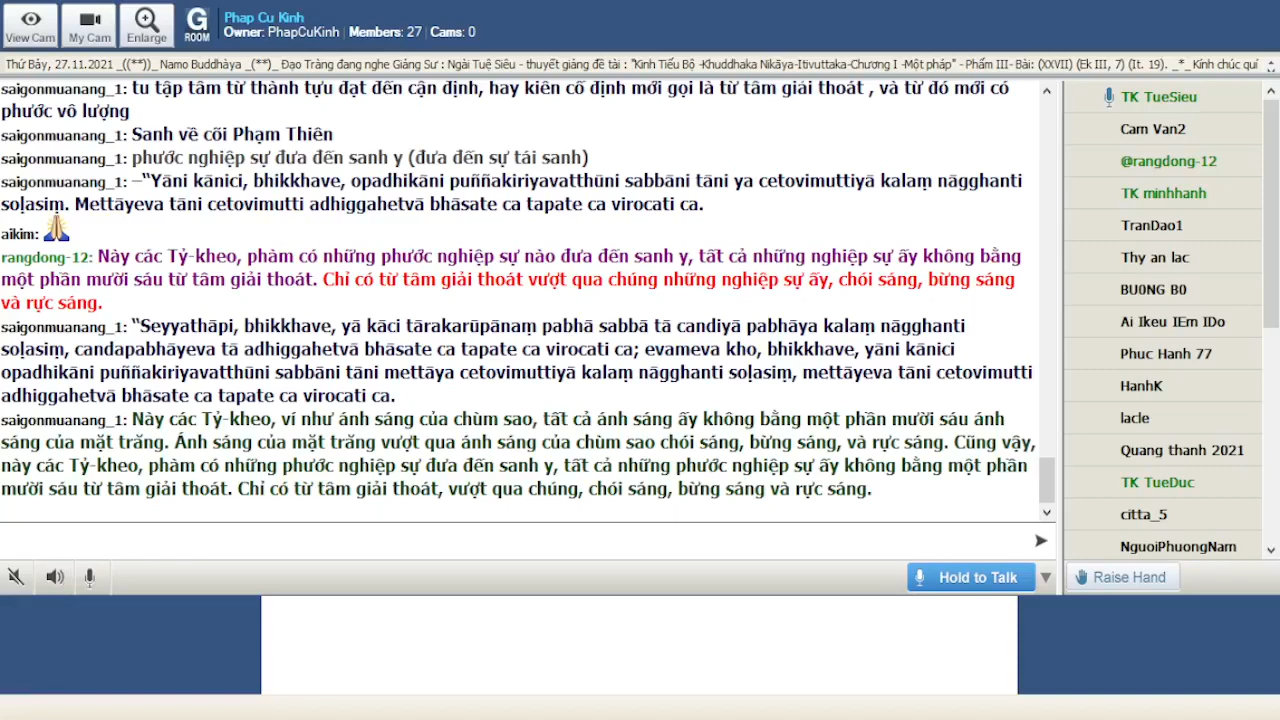 View Cam
My Cam
Enlarge
G
ROOM
Phap Cu Kinh
Owner: PhapCuKinh | Members: 27 | Cams: 0
Thứ Bảy, 27.11.2021 _((**))_ Namo Buddhàya _(**)_ Đạo Tràng đang nghe Giảng Sư : Ngài Tuệ Siêu - thuyết giảng đề tài : "Kinh Tiểu Bộ -Khuddhaka Nikāya-Itivuttaka-Chương I -Một pháp" - Phẩm III- Bài: (XXVII) (Ek III, 7) (It. 19). _*_ Kính chúc quí
saigonmuanang_1: tu tập tâm từ thành tựu đạt đến cận định, hay kiên cố định mới gọi là từ tâm giải thoát , và từ đó mới có
phước vô lượng
saigonmuanang_1: Sanh về cõi Phạm Thiên
saigonmuanang_1: phước nghiệp sự đưa đến sanh y (đưa đến sự tái sanh)
saigonmuanang_1: –“Yāni kānici, bhikkhave, opadhikāni puññakiriyavatthūni sabbāni tāni ya cetovimuttiyā kalaṃ nāgghanti
soḷasiṃ. Mettāyeva tāni cetovimutti adhiggahetvā bhāsate ca tapate ca virocati ca.
aikim:
rangdong-12: Này các Tỷ-kheo, phàm có những phước nghiệp sự nào đưa đến sanh y, tất cả những nghiệp sự ấy không bằng
một phần mười sáu từ tâm giải thoát. Chỉ có từ tâm giải thoát vượt qua chúng những nghiệp sự ấy, chói sáng, bừng sáng
và rực sáng.
saigonmuanang_1: “Seyyathāpi, bhikkhave, yā kāci tārakarūpānaṃ pabhā sabbā tā candiyā pabhāya kalaṃ nāgghanti
soḷasiṃ, candapabhāyeva tā adhiggahetvā bhāsate ca tapate ca virocati ca; evameva kho, bhikkhave, yāni kānici
opadhikāni puññakiriyavatthūni sabbāni tāni mettāya cetovimuttiyā kalaṃ nāgghanti soḷasiṃ, mettāyeva tāni cetovimutti
adhiggahetvā bhāsate ca tapate ca virocati ca.
saigonmuanang_1: Này các Tỷ-kheo, ví như ánh sáng của chùm sao, tất cả ánh sáng ấy không bằng một phần mười sáu ánh
sáng của mặt trăng. Ánh sáng của mặt trăng vượt qua ánh sáng của chùm sao chói sáng, bừng sáng, và rực sáng. Cũng vậy,
này các Tỷ-kheo, phàm có những phước nghiệp sự đưa đến sanh y, tất cả những phước nghiệp sự ấy không bằng một phần
mười sáu từ tâm giải thoát. Chỉ có từ tâm giải thoát, vượt qua chúng, chói sáng, bừng sáng và rực sáng.
TK TueSieu
Cam Van2
@rangdong-12
TK minhhanh
TranDao1
Thy an lac
BU0NG B0
Ai Ikeu IEm IDo
Phuc Hanh 77
HanhK
lacle
Quang thanh 2021
TK TueDuc
citta_5
NguoiPhuongNam
Hold to Talk
Raise Hand